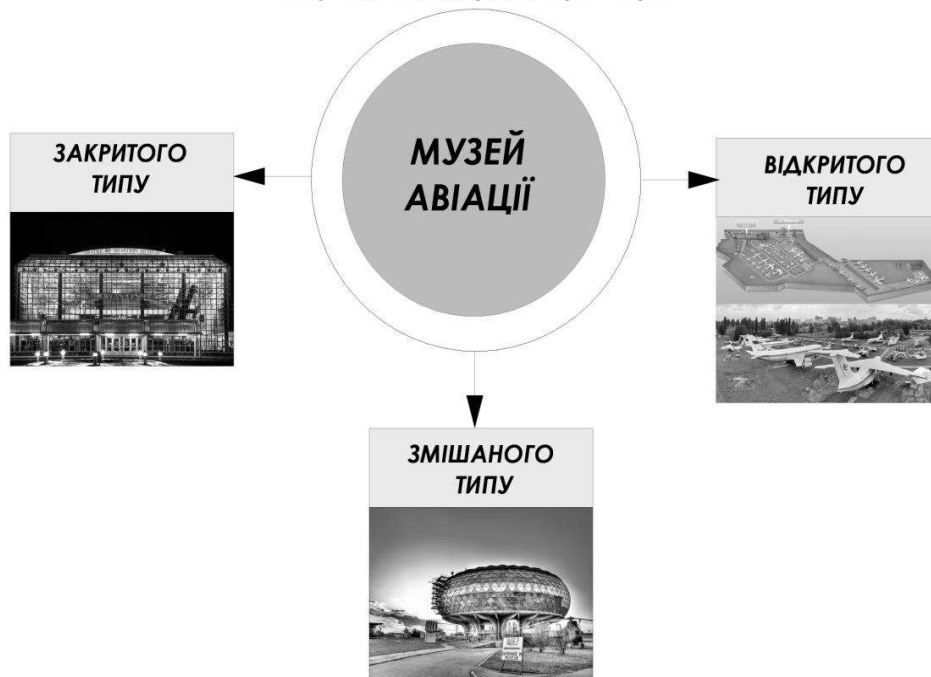 МУЗЕЙ
АВІАЦІЇ
ЗАКРИТОГО
ТИПУ
ВІДКРИТОГО
ТИПУ
ЗМІШАНОГО
ТИПУ